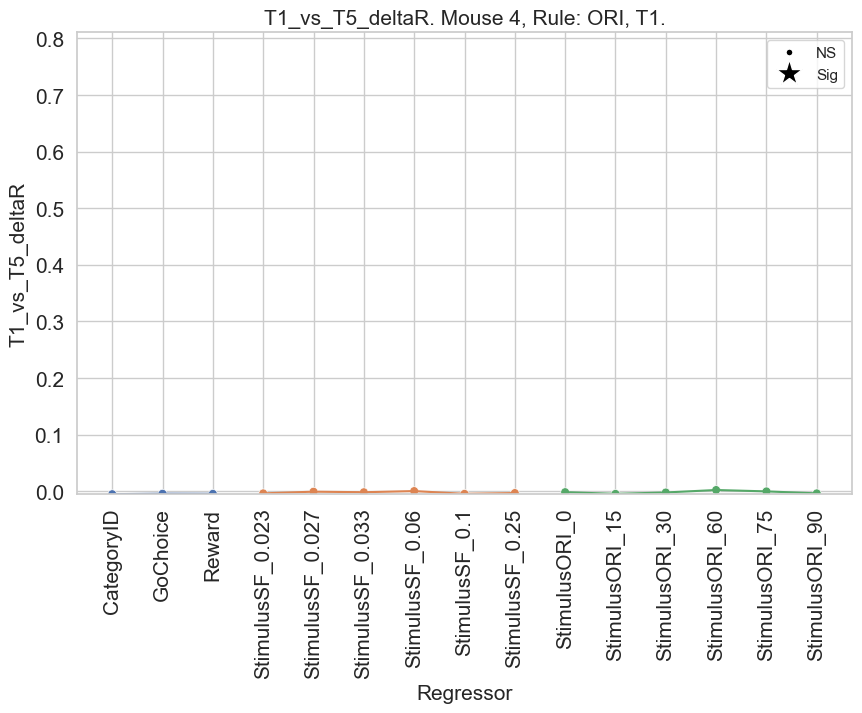 T1_vs_T5_deltaR. Mouse 4, Rule: ORI, T1.
NS
Sig
T1_vs_T5_deltaR
0.8
0.7
0.6
0.5
0.4
0.3
0.2
0.1
0.0
CategoryID
GoChoice
Reward
StimulusSF_0.023
StimulusSF_0.027
StimulusSF_0.033
StimulusSF_0.06
StimulusSF_0.1
StimulusSF_0.25
StimulusORI_0
StimulusORI_15
StimulusORI_30
StimulusORI_60
StimulusORI_75
StimulusORI_90
Regressor